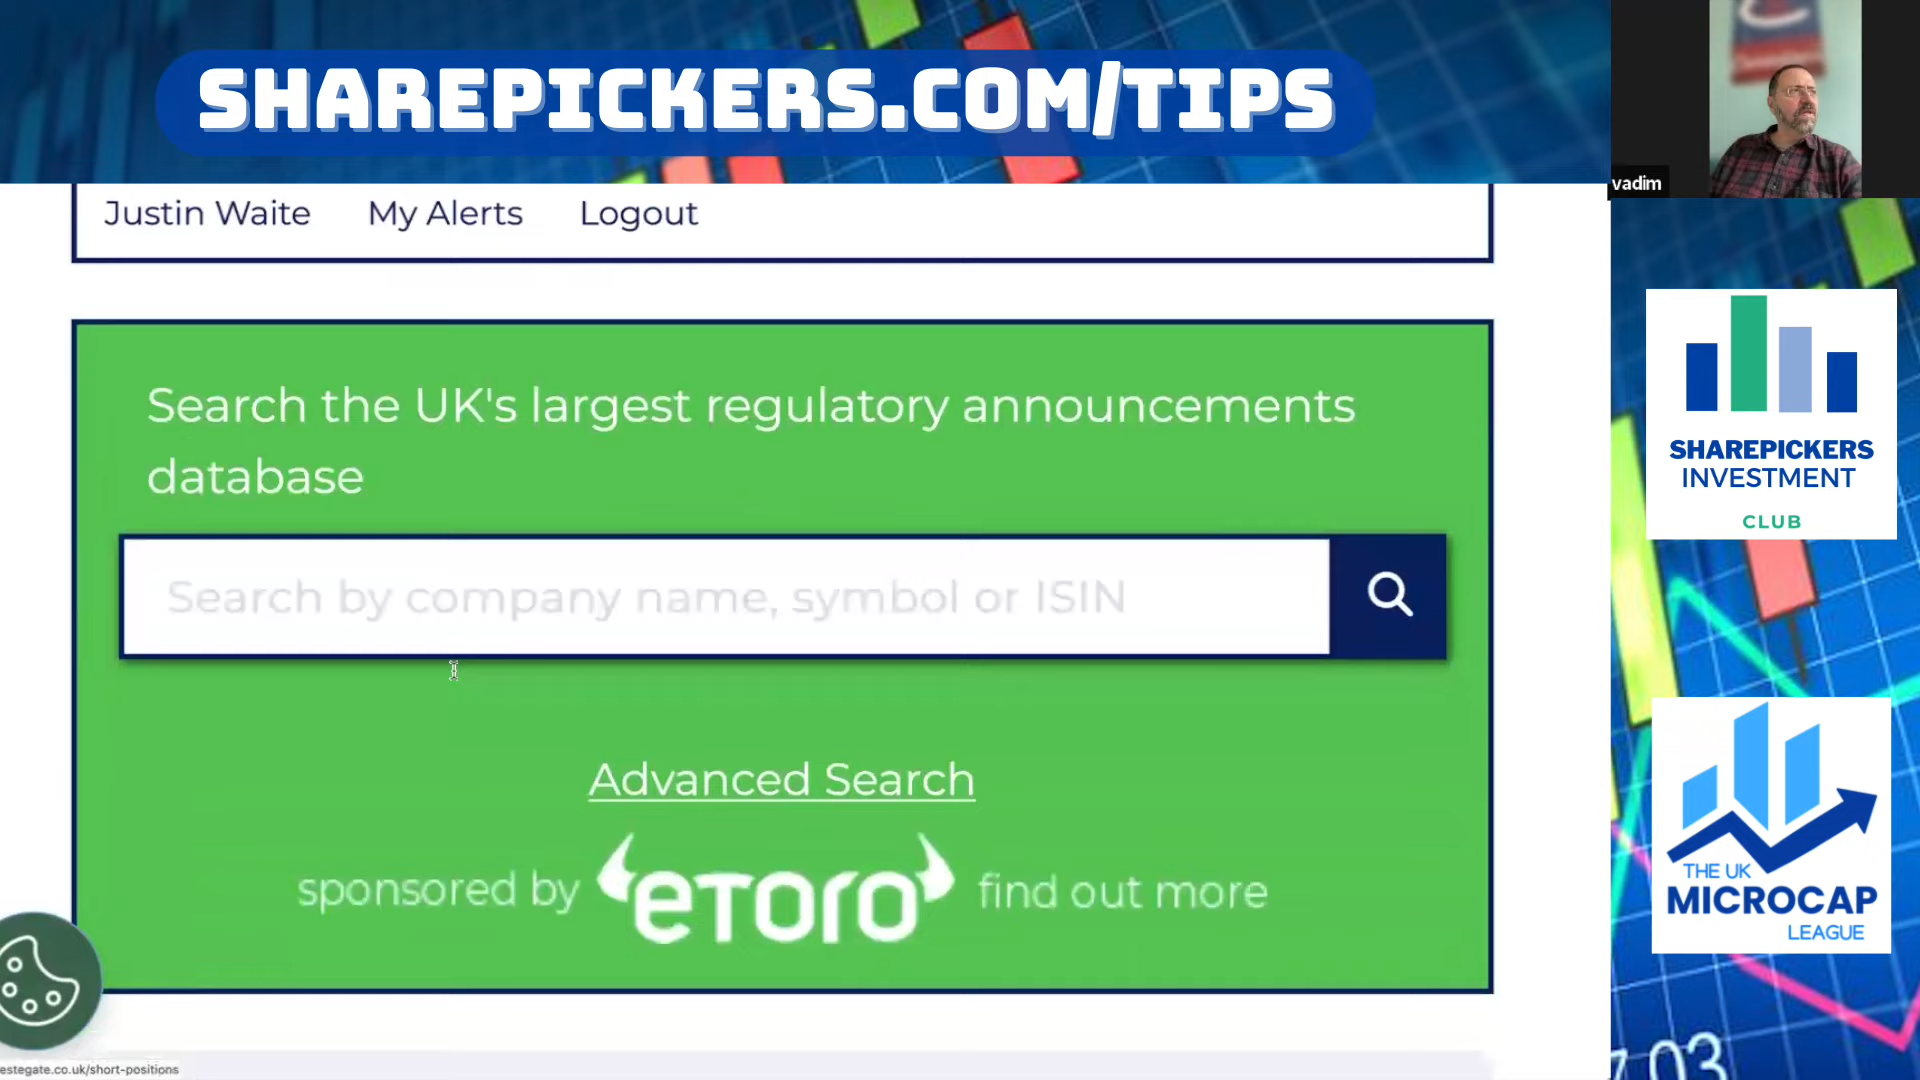 SHAREPICKERS.COM/TIPS
vadim
Justin Waite My Alerts Logout
Search the UK's largest regulatory announcements
database
Search by company name, symbol or ISIN
Advanced Search
sponsored by eTORO find out more
estegate.co.uk/short-positions
SHAREPICKERS
INVESTMENT
CLUB
THE UK
MICROCAP
LEAGUE
7.03